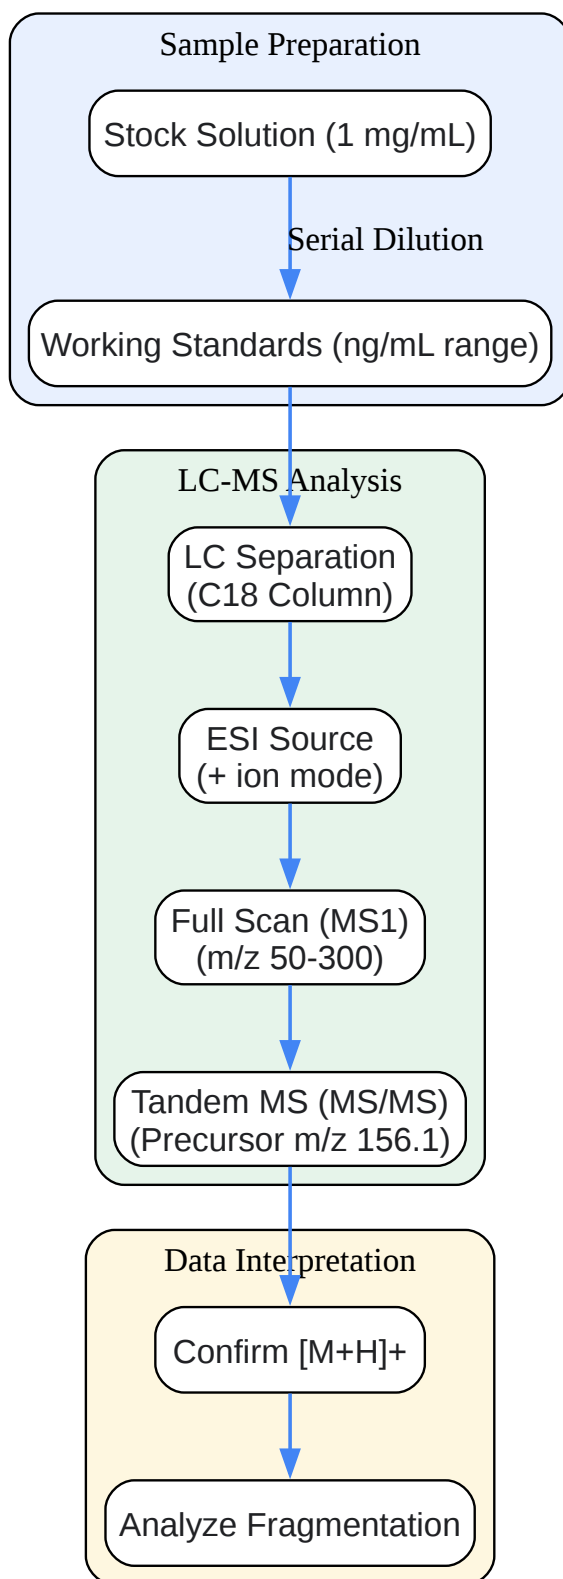 Sample Preparation
Stock Solution (1 mg/mL)
Serial Dilution
Working Standards (ng/mL range)
LC-MS Analysis
LC Separation
(C18 Column)
ESI Source
(+ ion mode)
Full Scan (MS1)
(m/z 50-300)
Tandem MS (MS/MS)
(Precursor m/z 156.1)
Data Interpretation
Confirm [M+H]+
Analyze Fragmentation